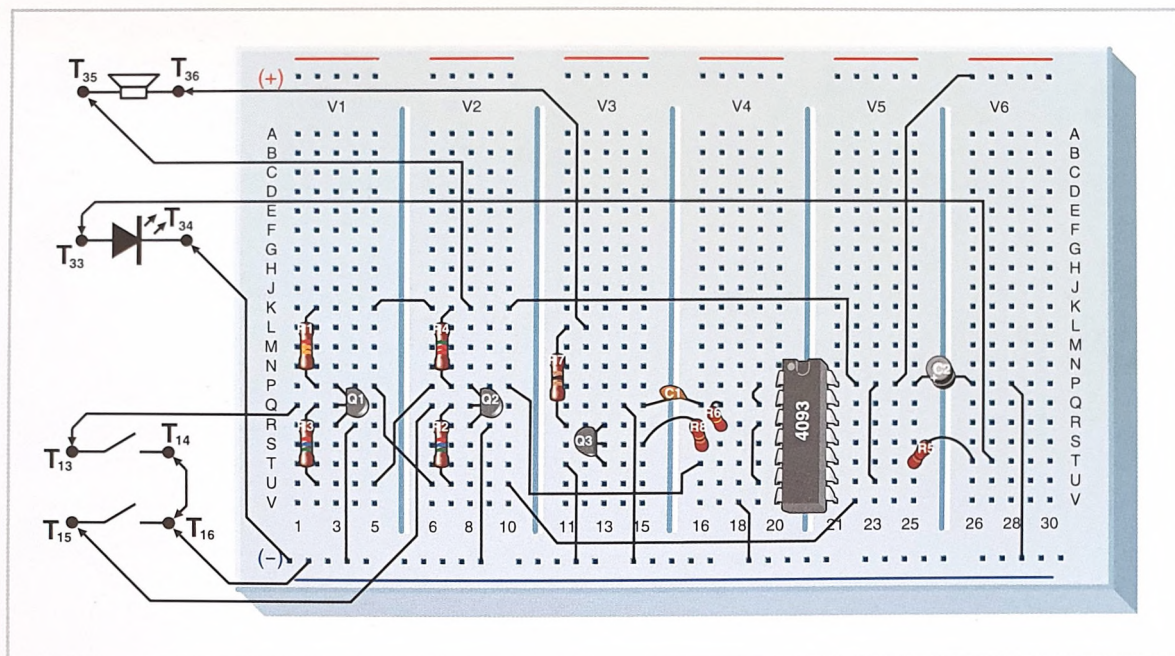 T35 T36
(+)
V1 V2 V3 V4 V5 V6
A A
B B
C C
D D
E E
F F
T33 T34
G G
H H
J J
K K
L L
R1 R4
M M
R7
N N
C2
P P
Q1 Q2 C1
Q Q
R6
R R
4093
T13 T14
R3 R2 Q3 R8 R5
S S
T T
U U
V V
T15 T16
1 3 5 6 8 10 11 13 15 16 18 20 21 23 25 26 28 30
(-)